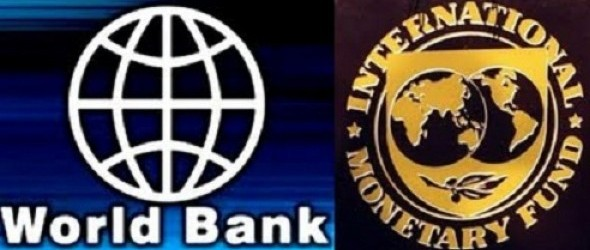 World Bank
INTERNATIONAL
MONETARY FUND